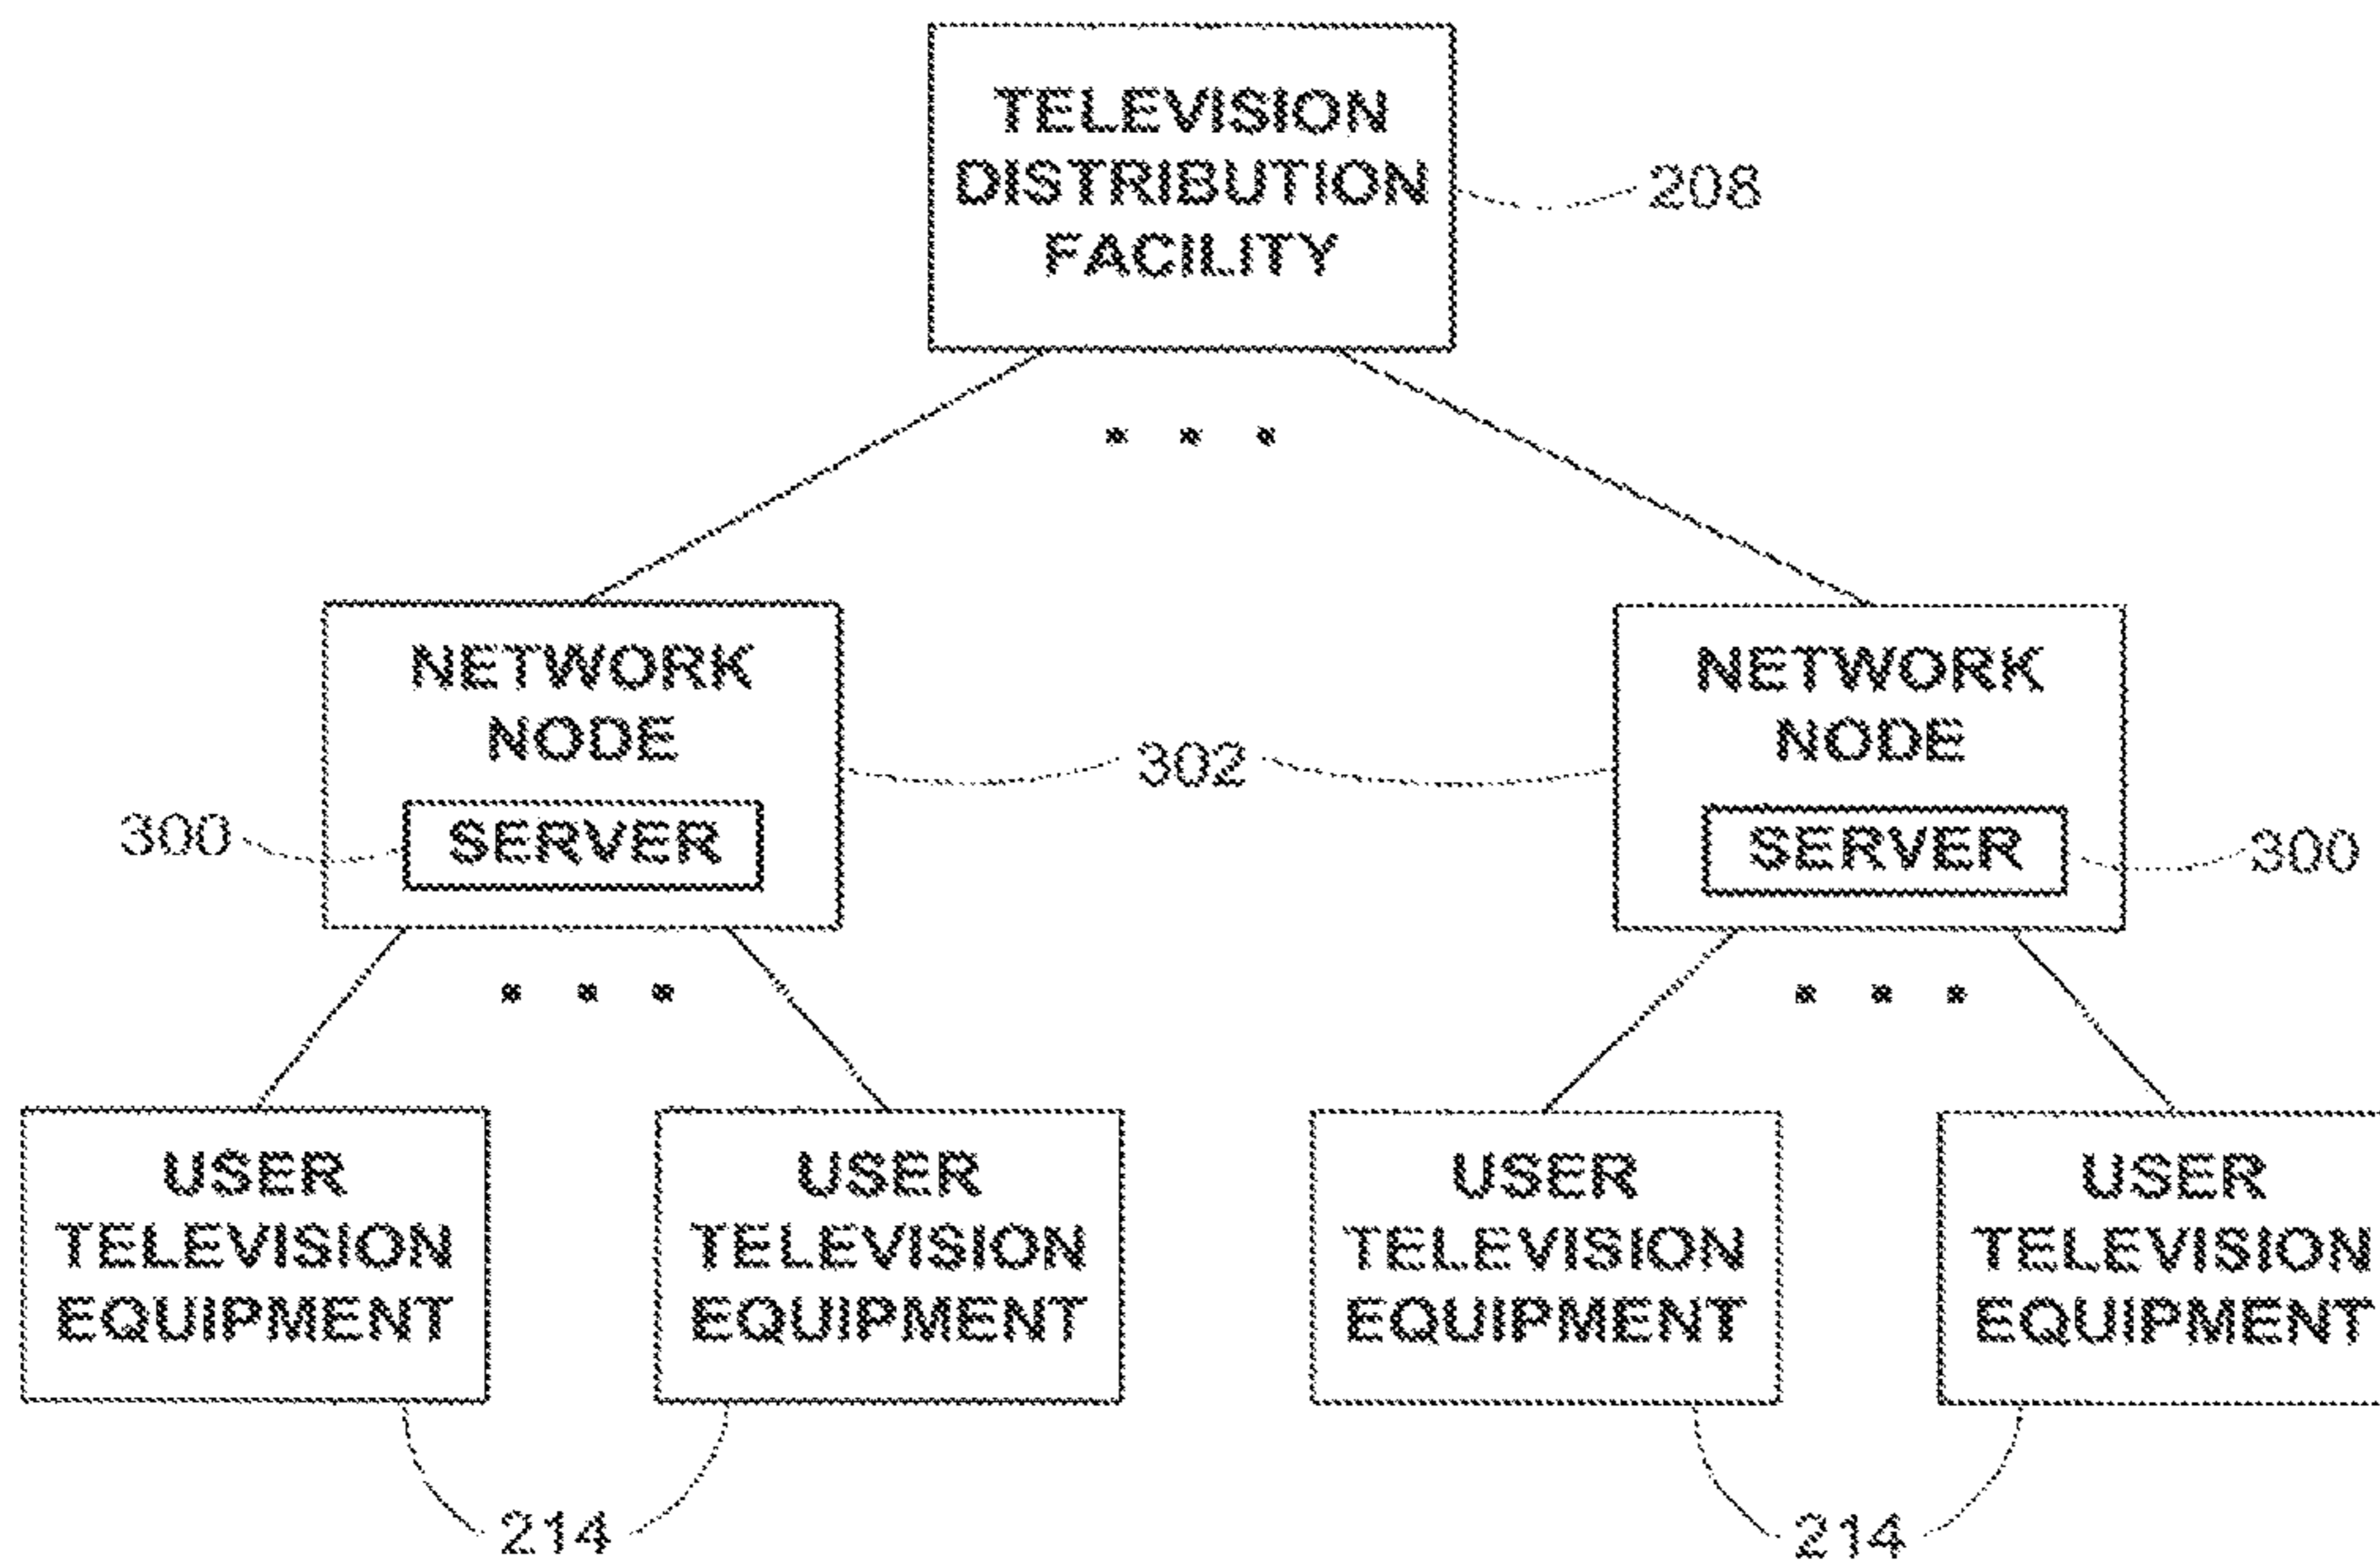 TELEVISION
DISTRIBUTION
FACILITY
208
NETWORK
NODE
SERVER
300
302
NETWORK
NODE
SERVER
300
USER
TELEVISION
EQUIPMENT
USER
TELEVISION
EQUIPMENT
214
USER
TELEVISION
EQUIPMENT
USER
TELEVISION
EQUIPMENT
214